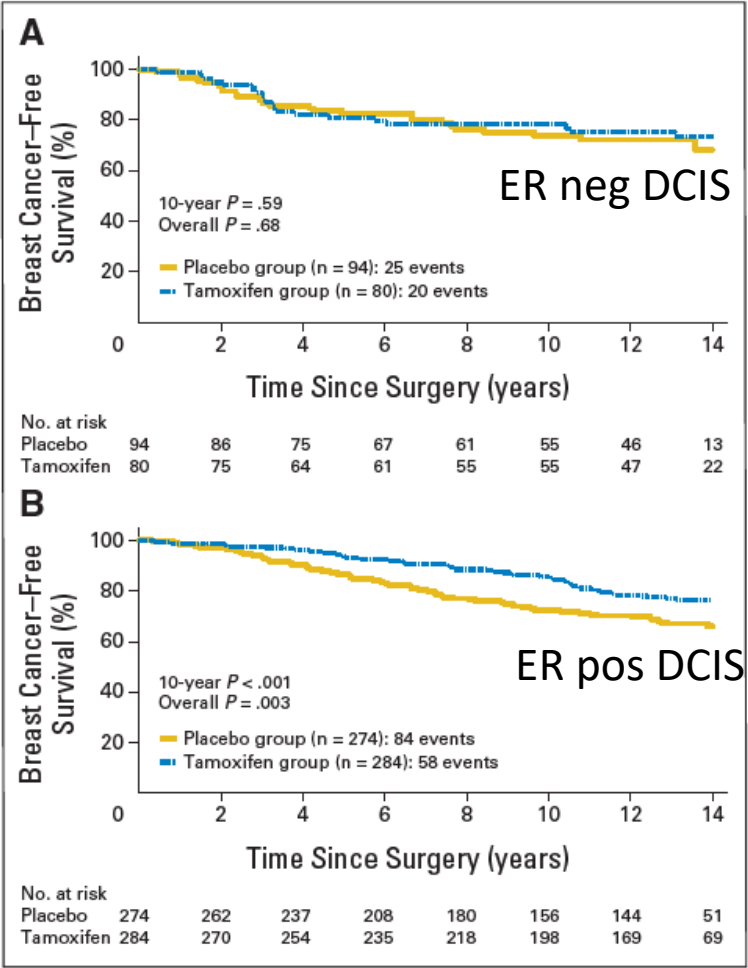 A
Breast Cancer–Free
Survival (%)
100
80
60
40
20
0
ER neg DCIS
10-year P = .59
Overall P = .68
Placebo group (n = 94): 25 events
Tamoxifen group (n = 80): 20 events
2 4 6 8 10 12 14
Time Since Surgery (years)
No. at risk
Placebo 94 86 75 67 61 55 46 13
Tamoxifen 80 75 64 61 55 55 47 22
B
Breast Cancer–Free
Survival (%)
100
80
60
40
20
0
ER pos DCIS
10-year P < .001
Overall P = .003
Placebo group (n = 274): 84 events
Tamoxifen group (n = 284): 58 events
2 4 6 8 10 12 14
Time Since Surgery (years)
No. at risk
Placebo 274 262 237 208 180 156 144 51
Tamoxifen 284 270 254 235 218 198 169 69